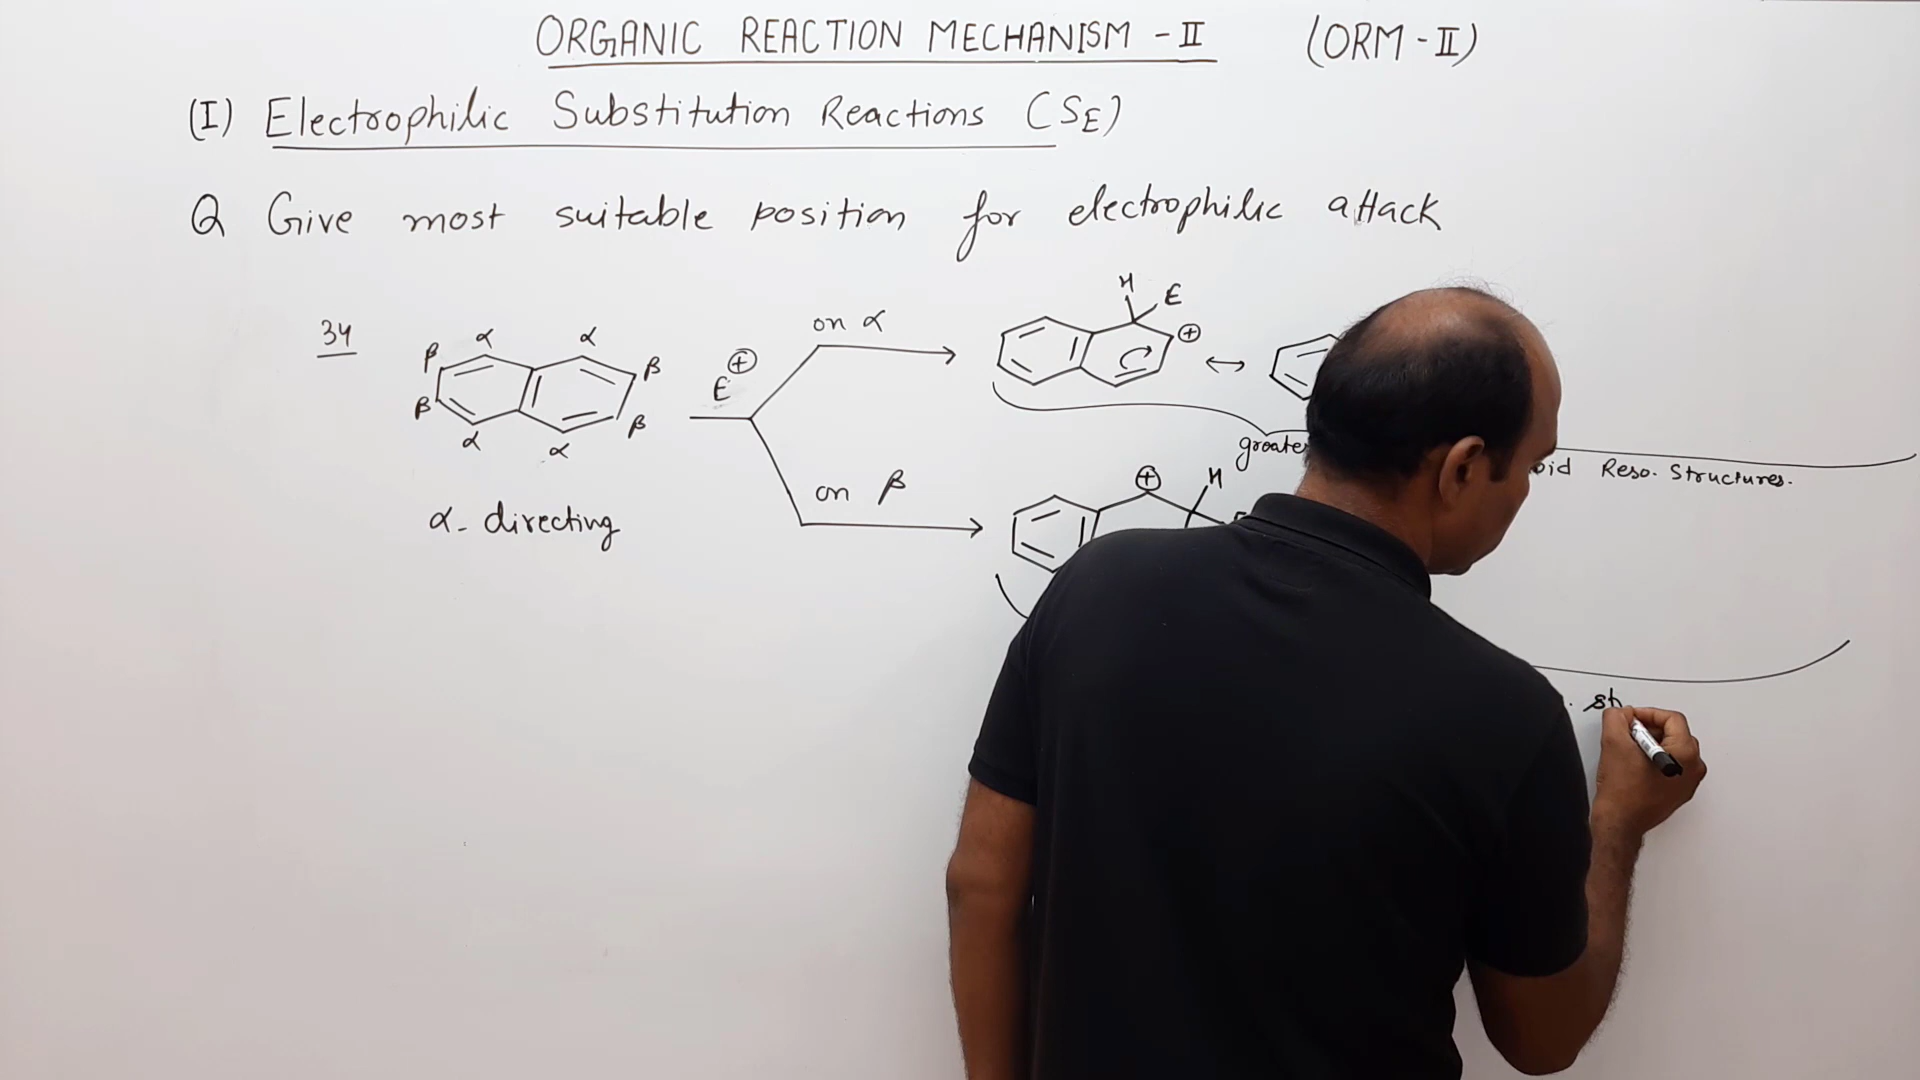 ORGANIC REACTION MECHANISM - II (ORM - II)
(I) Electrophilic Substitution Reactions (SE)
Q Give most suitable position for electrophilic attack
34
α α
β β
β β
α α
α- directing
E ⊕
on α
on β
H E
⊕
↔
⊕ H
Reso. Structures.